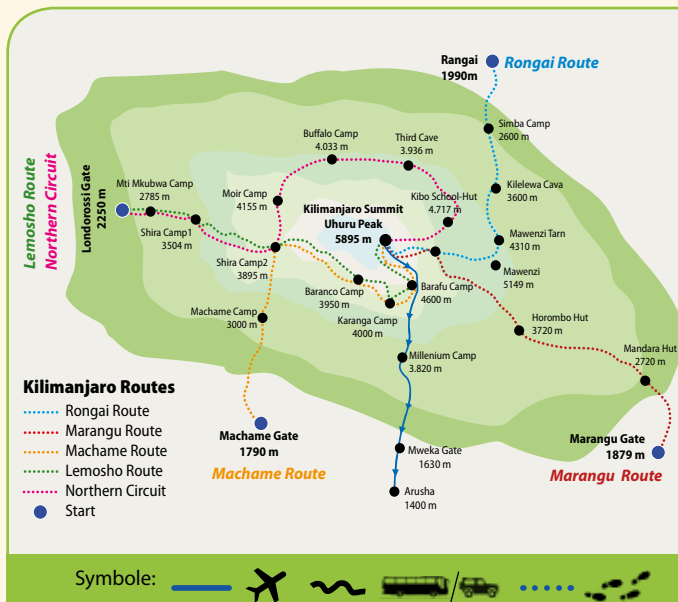 Rangai
1990m
Rongai Route
Simba Camp
2600 m
Buffalo Camp
4.033 m
Third Cave
3.936 m
Lemosho Route
Northern Circuit
Londorossi Gate
2250 m
Mti Mkubwa Camp
2785 m
Moir Camp
4155 m
Kilimanjaro Summit
Uhuru Peak
5895 m
Kibo School-Hut
4.717 m
Kilelewa Cava
3600 m
Shira Camp1
3504 m
Shira Camp2
3895 m
Mawenzi Tarn
4310 m
Mawenzi
5149 m
Baranco Camp
3950 m
Barafu Camp
4600 m
Machame Camp
3000 m
Karanga Camp
4000 m
Horombo Hut
3720 m
Millenium Camp
3.820 m
Mandara Hut
2720 m
Kilimanjaro Routes
Rongai Route
Marangu Route
Machame Route
Lemosho Route
Northern Circuit
Start
Machame Gate
1790 m
Machame Route
Mweka Gate
1630 m
Marangu Gate
1879 m
Marangu Route
Arusha
1400 m
Symbole: